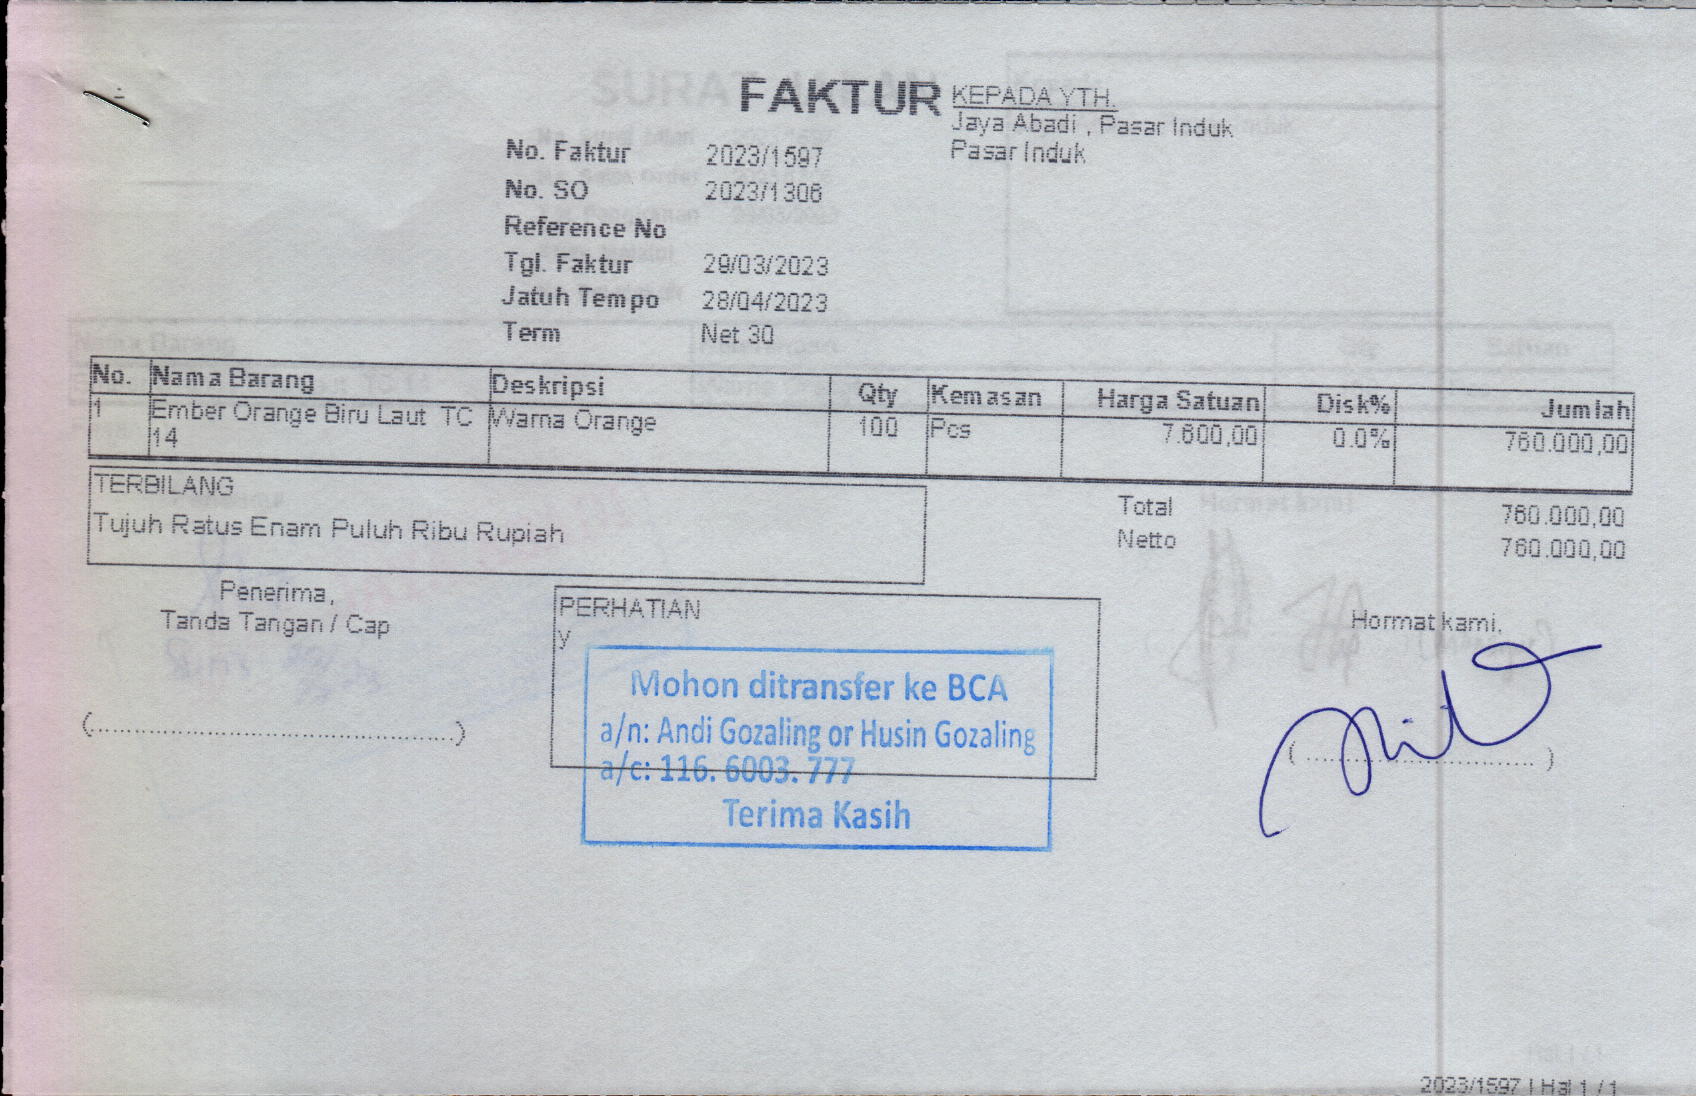 FAKTUR
KEPADA YTH.
Jaya Abadi , Pasar Induk
Pasar Induk
No. Faktur 2023/1597
No. SO 2023/1306
Reference No
Tgl. Faktur 29/03/2023
Jatuh Tempo 28/04/2023
Term Net 30
No. Nama Barang Deskripsi Qty Kemasan Harga Satuan Disk% Jumlah
1 Ember Orange Biru Laut TC Warna Orange 100 Pcs 7.600,00 0.0% 760.000,00
14
TERBILANG
Tujuh Ratus Enam Puluh Ribu Rupiah
Total 760.000,00
Netto 760.000,00
Penerima,
Tanda Tangan / Cap
(................................................)
PERHATIAN
y
Mohon ditransfer ke BCA
a/n: Andi Gozaling or Husin Gozaling
a/c: 116. 6003. 777
Terima Kasih
Hormat kami,
(..............................)
2023/1597 | Hal 1 / 1